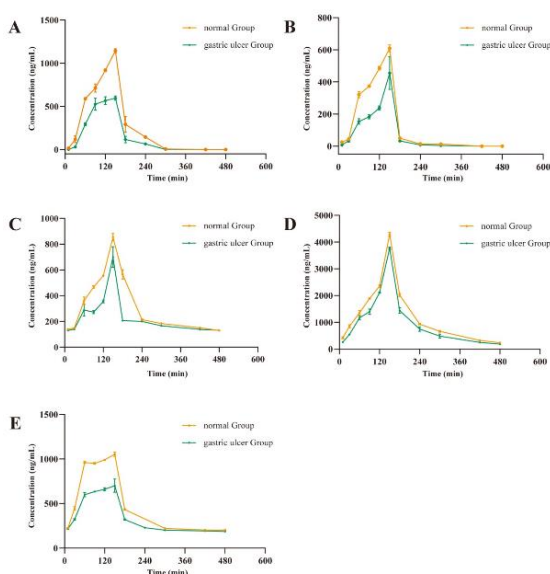 A
normal Group
gastric ulcer Group
Concentration (ng/mL)
1500
1000
500
0
0 120 240 360 480 600
Time (min)
B
normal Group
gastric ulcer Group
Concentration (ng/mL)
800
600
400
200
0
0 120 240 360 480 600
Time (min)
C
normal Group
gastric ulcer Group
Concentration (ng/mL)
1000
800
600
400
200
0
0 120 240 360 480 600
Time (min)
D
normal Group
gastric ulcer Group
Concentration (ng/mL)
5000
4000
3000
2000
1000
0
0 120 240 360 480 600
Time (min)
E
normal Group
gastric ulcer Group
Concentration (ng/mL)
1500
1000
500
0
0 120 240 360 480 600
Time (min)